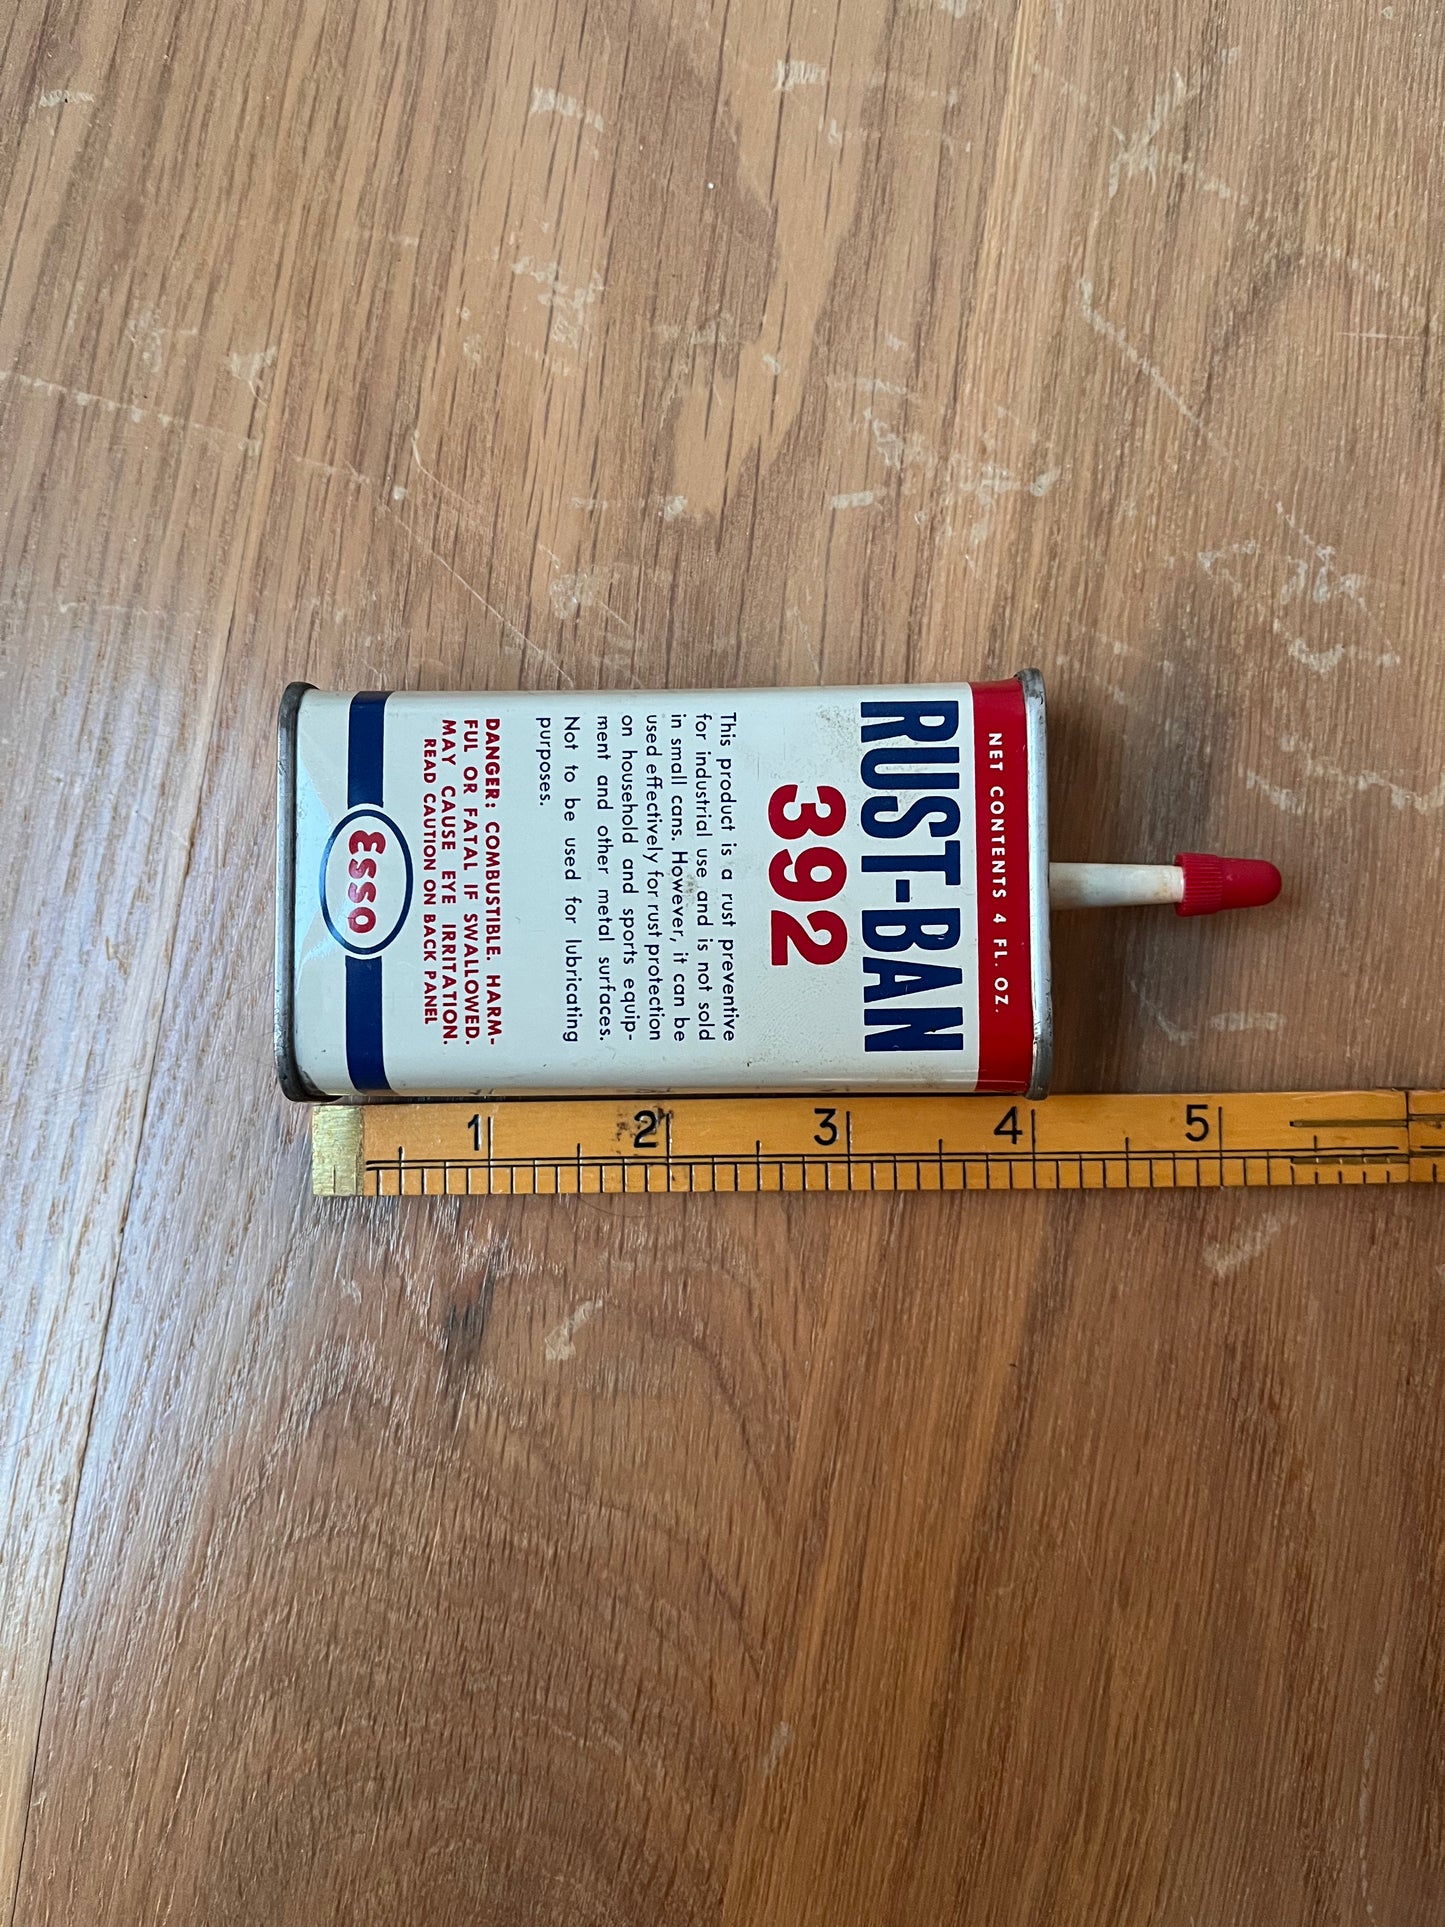 NET CONTENTS 4 FL. OZ.
RUST-BAN
392
This product is a rust preventive
for industrial use and is not sold
in small cans. However, it can be
used effectively for rust protection
on household and sports equip-
ment and other metal surfaces.
Not to be used for lubricating
purposes.
DANGER: COMBUSTIBLE. HARM-
FUL OR FATAL IF SWALLOWED.
MAY CAUSE EYE IRRITATION.
READ CAUTION ON BACK PANEL
Esso
1 2 3 4 5